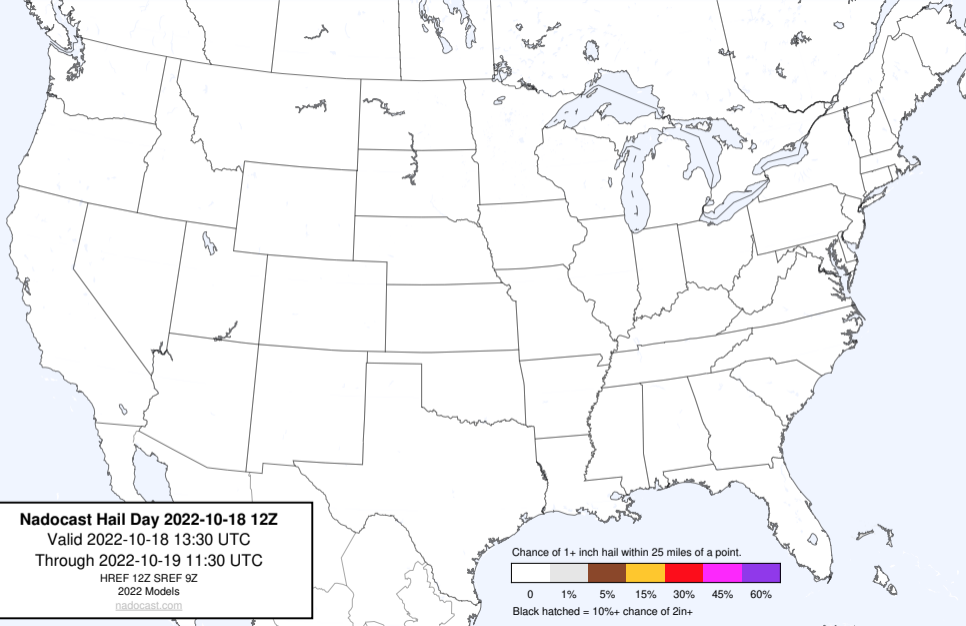 Nadocast Hail Day 2022-10-18 12Z
Valid 2022-10-18 13:30 UTC
Through 2022-10-19 11:30 UTC
HREF 12Z SREF 9Z
2022 Models
nadocast.com
Chance of 1+ inch hail within 25 miles of a point.
0 1% 5% 15% 30% 45% 60%
Black hatched = 10%+ chance of 2in+